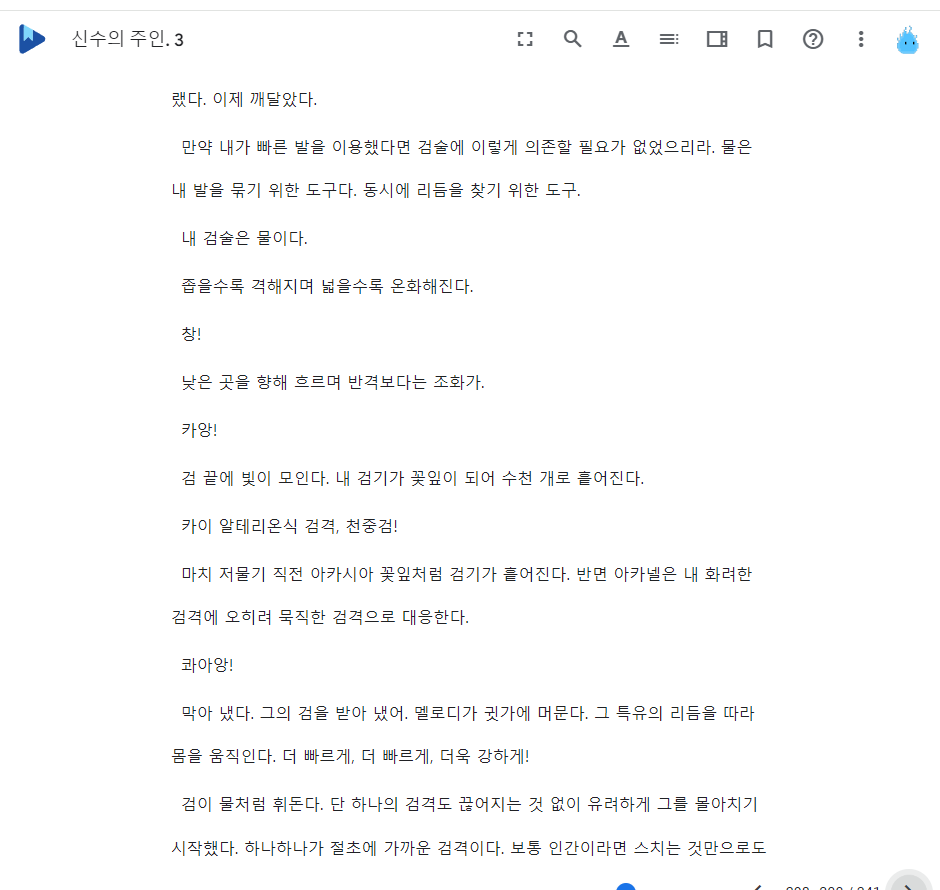 신수의 주인. 3
랬다. 이제 깨달았다.
만약 내가 빠른 발을 이용했다면 검술에 이렇게 의존할 필요가 없었으리라. 물은
내 발을 묶기 위한 도구다. 동시에 리듬을 찾기 위한 도구.
내 검술은 물이다.
좁을수록 격해지며 넓을수록 온화해진다.
창!
낮은 곳을 향해 흐르며 반격보다는 조화가.
카앙!
검 끝에 빛이 모인다. 내 검기가 꽃잎이 되어 수천 개로 흩어진다.
카이 알테리온식 검격, 천중검!
마치 저물기 직전 아카시아 꽃잎처럼 검기가 흩어진다. 반면 아카넬은 내 화려한
검격에 오히려 묵직한 검격으로 대응한다.
콰아앙!
막아 냈다. 그의 검을 받아 냈어. 멜로디가 귓가에 머문다. 그 특유의 리듬을 따라
몸을 움직인다. 더 빠르게, 더 빠르게, 더욱 강하게!
검이 물처럼 휘돈다. 단 하나의 검격도 끊어지는 것 없이 유려하게 그를 몰아치기
시작했다. 하나하나가 절초에 가까운 검격이다. 보통 인간이라면 스치는 것만으로도